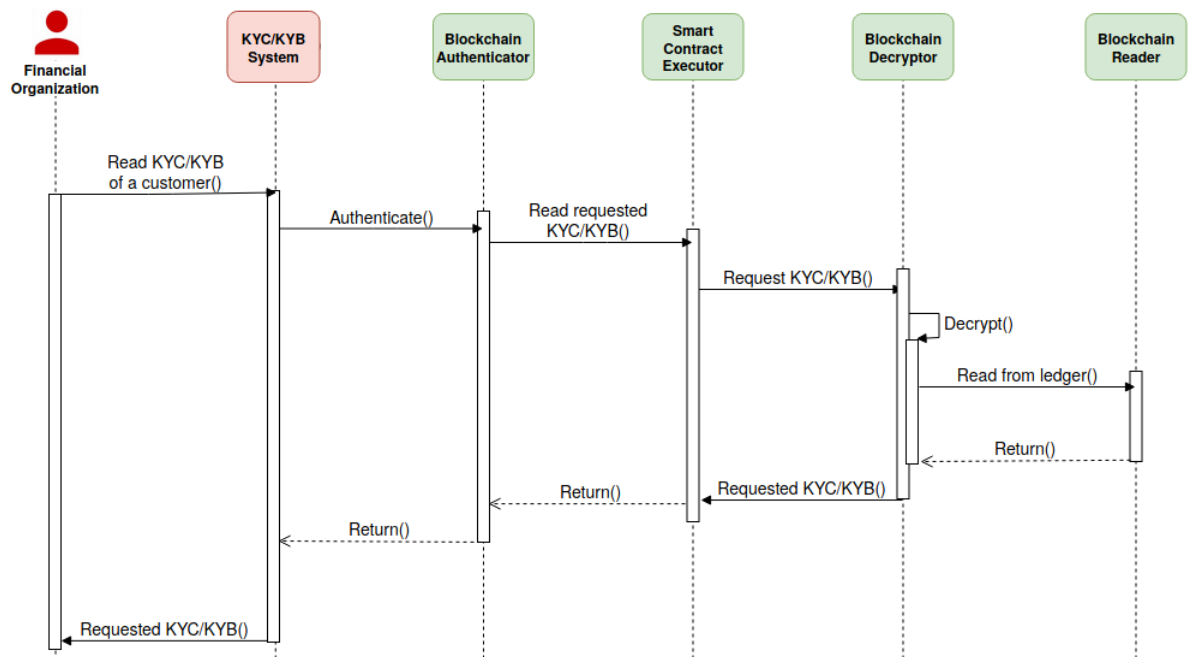 Financial
Organization
KYC/KYB
System
Blockchain
Authenticator
Smart
Contract
Executor
Blockchain
Decryptor
Blockchain
Reader
Read KYC/KYB
of a customer()
Authenticate()
Read requested
KYC/KYB()
Request KYC/KYB()
Decrypt()
Read from ledger()
Return()
Requested KYC/KYB()
Return()
Return()
Requested KYC/KYB()